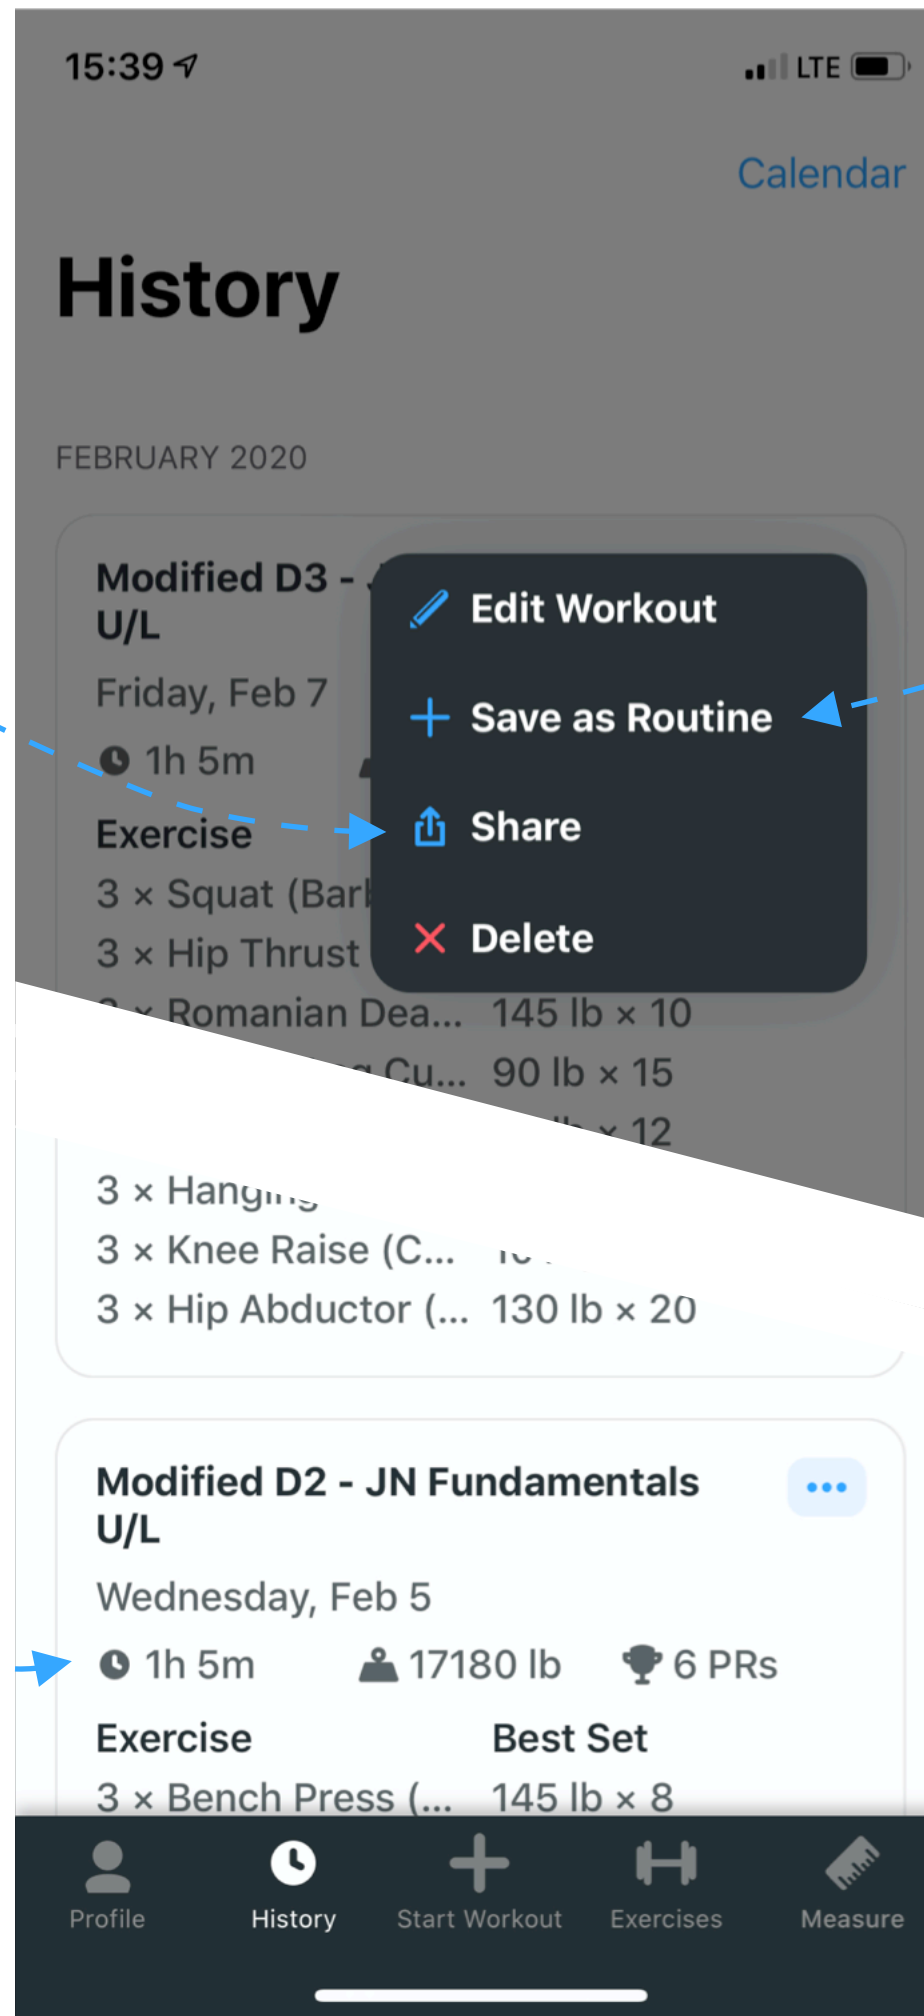 15:39 LTE
Calendar
History
FEBRUARY 2020
Modified D3 -
U/L
Friday, Feb 7
1h 5m
Edit Workout
Save as Routine
Share
Delete
Exercise
3 × Squat
3 × Hip Thrust
× Romanian Dea... 145 lb × 10
Cu... 90 lb × 15
× 12
3 ×
3 × Knee Raise (C...
3 × Hip Abductor (... 130 lb × 20
Modified D2 - JN Fundamentals
U/L
Wednesday, Feb 5
1h 5m 17180 lb 6 PRs
Exercise Best Set
3 × Bench Press (... 145 lb × 8
Profile History Start Workout Exercises Measure